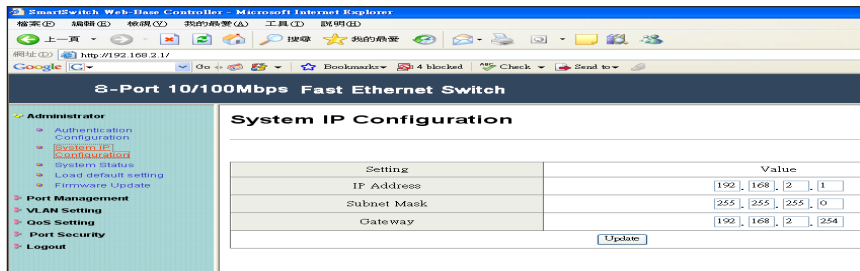 SmartSwitch Web-Base Controller - Microsoft Internet Explorer
檔案(F) 編輯(E) 檢視(V) 我的最愛(A) 工具(T) 說明(H)
上一頁 搜尋 我的最愛
網址(D) http://192.168.2.1/
Google G Go Bookmarks 4 blocked Check Send to
8-Port 10/100Mbps Fast Ethernet Switch
Administrator
Authentication
Configuration
System IP
Configuration
System Status
Load default setting
Firmware Update
Port Management
VLAN Setting
QoS Setting
Port Security
Logout
System IP Configuration
Setting Value
IP Address 192 . 168 . 2 . 1
Subnet Mask 255 . 255 . 255 . 0
Gateway 192 . 168 . 2 . 254
Update